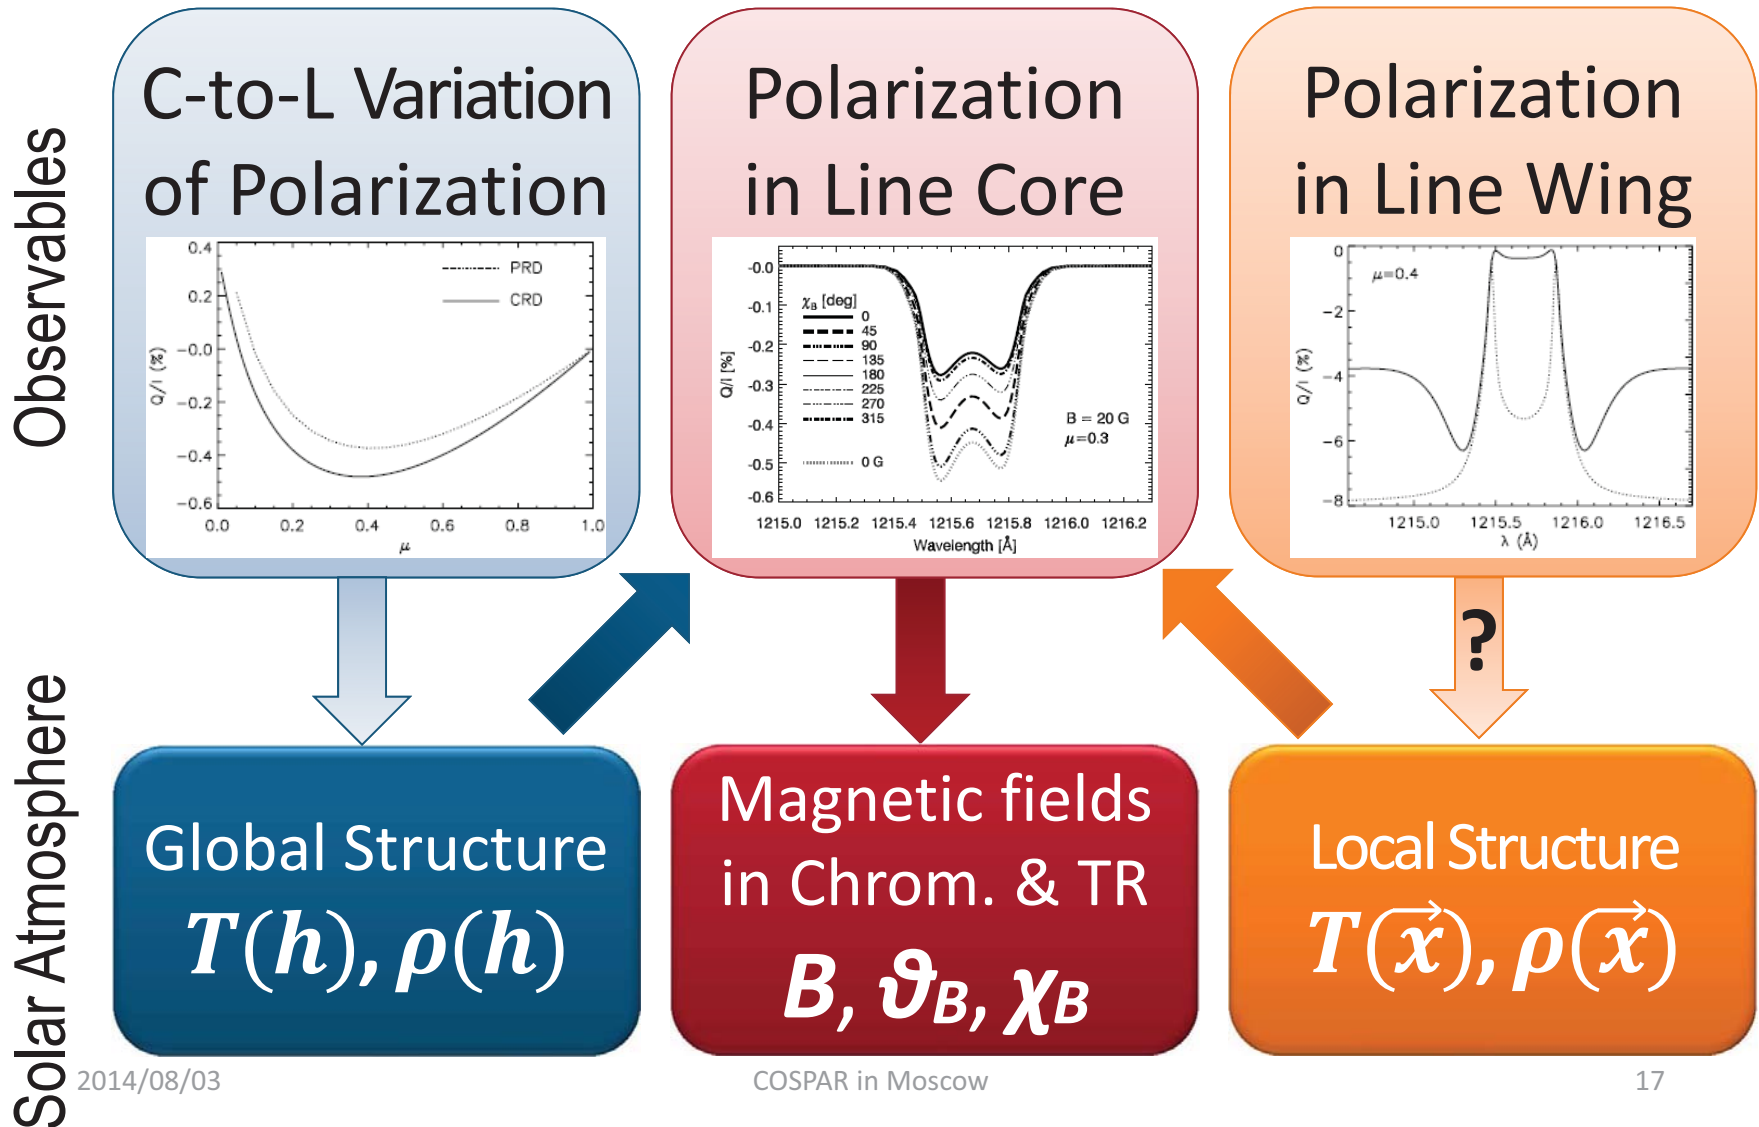 Observables
C-to-L Variation
of Polarization
0.4
0.2
-0.0
-0.2
-0.4
-0.6
Q/I (%)
PRD
CRD
0.0 0.2 0.4 0.6 0.8 1.0
μ
Polarization
in Line Core
-0.0
-0.1
-0.2
-0.3
-0.4
-0.5
-0.6
Q/I [%]
χB [deg]
0
45
90
135
180
225
270
315
0 G
B = 20 G
μ=0.3
1215.0 1215.2 1215.4 1215.6 1215.8 1216.0 1216.2
Wavelength [Å]
Polarization
in Line Wing
0
-2
-4
-6
-8
Q/I (%)
μ=0.4
1215.0 1215.5 1216.0 1216.5
λ (Å)
?
Solar Atmosphere
Global Structure
T(h), ρ(h)
Magnetic fields
in Chrom. & TR
B, ϑB, χB
Local Structure
T(x⃗), ρ(x⃗)
2014/08/03
COSPAR in Moscow
17